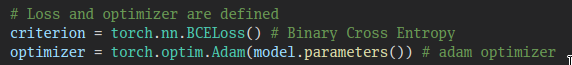 # Loss and optimizer are defined
criterion = torch.nn.BCELoss() # Binary Cross Entropy
optimizer = torch.optim.Adam(model.parameters()) # adam optimizer